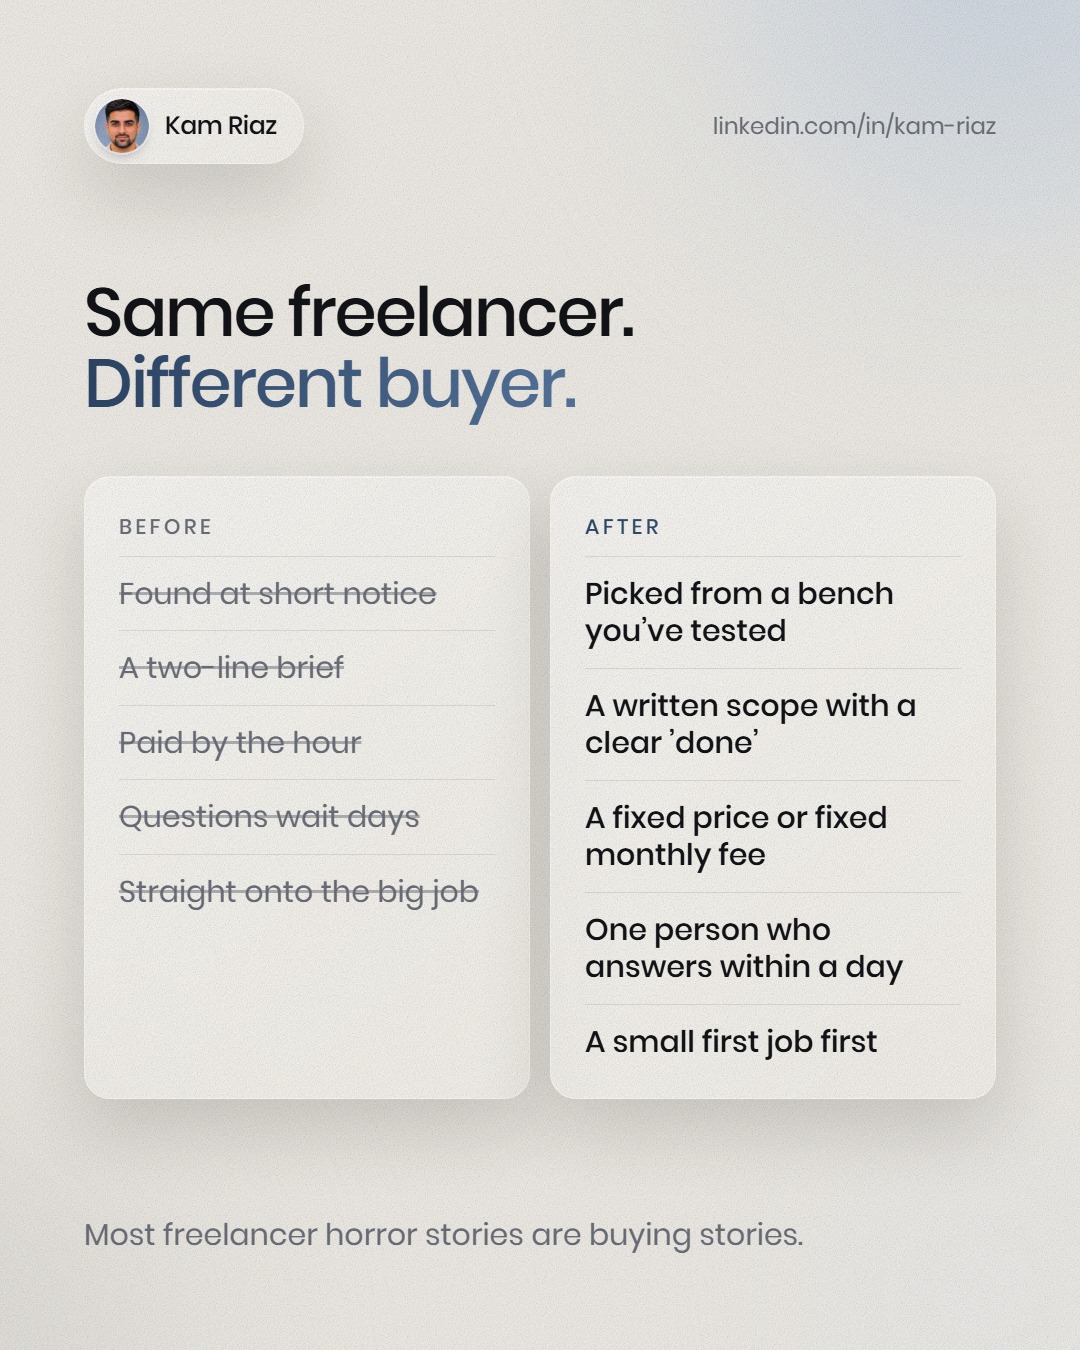 Kam Riaz
linkedin.com/in/kam-riaz
Same freelancer.
Different buyer.
BEFORE
Found at short notice
A two-line brief
Paid by the hour
Questions wait days
Straight onto the big job
AFTER
Picked from a bench
you’ve tested
A written scope with a
clear ’done’
A fixed price or fixed
monthly fee
One person who
answers within a day
A small first job first
Most freelancer horror stories are buying stories.